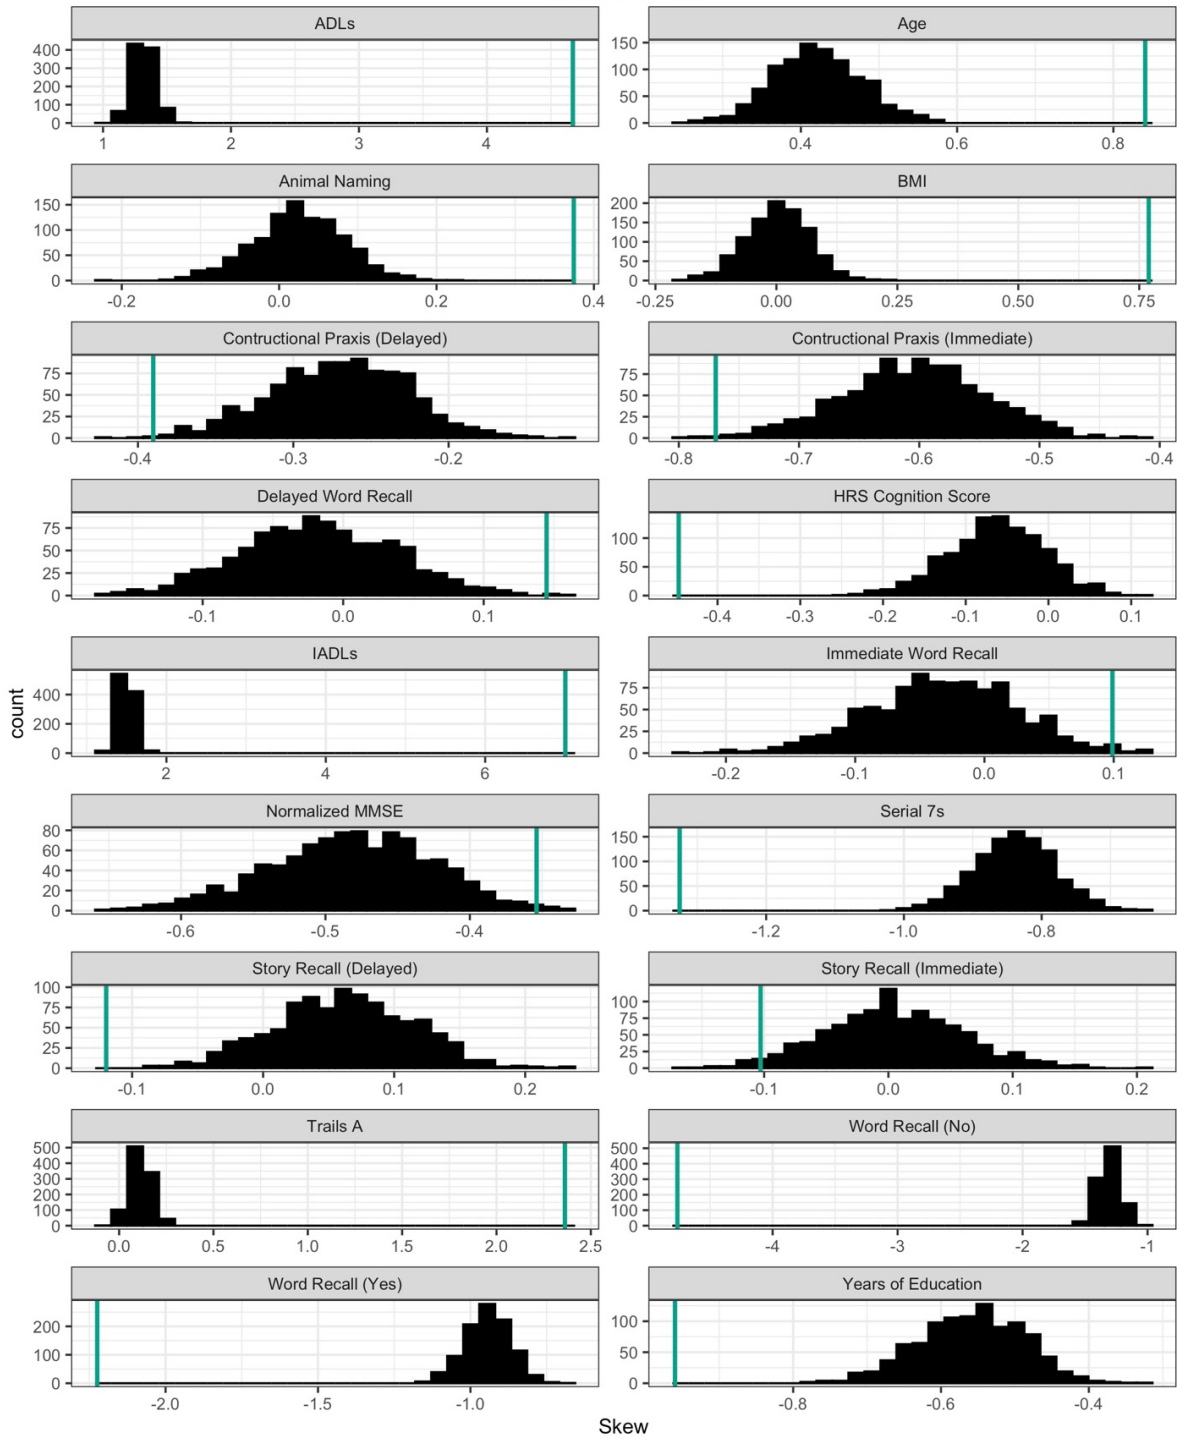 ADLs
400
300
200
100
0
1 2 3 4
Age
150
100
50
0
0.4 0.6 0.8
Animal Naming
150
100
50
0
-0.2 0.0 0.2 0.4
BMI
200
150
100
50
0
-0.25 0.00 0.25 0.50 0.75
Contructional Praxis (Delayed)
75
50
25
0
-0.4 -0.3 -0.2
Contructional Praxis (Immediate)
75
50
25
0
-0.8 -0.7 -0.6 -0.5 -0.4
Delayed Word Recall
75
50
25
0
-0.1 0.0 0.1
HRS Cognition Score
100
50
0
-0.4 -0.3 -0.2 -0.1 0.0 0.1
count
IADLs
400
200
0
2 4 6
Immediate Word Recall
75
50
25
0
-0.2 -0.1 0.0 0.1
Normalized MMSE
80
60
40
20
0
-0.6 -0.5 -0.4
Serial 7s
150
100
50
0
-1.2 -1.0 -0.8
Story Recall (Delayed)
100
75
50
25
0
-0.1 0.0 0.1 0.2
Story Recall (Immediate)
100
75
50
25
0
-0.1 0.0 0.1 0.2
Trails A
500
400
300
200
100
0
0.0 0.5 1.0 1.5 2.0 2.5
Word Recall (No)
500
400
300
200
100
0
-4 -3 -2 -1
Word Recall (Yes)
200
100
0
-2.0 -1.5 -1.0
Years of Education
100
50
0
-0.8 -0.6 -0.4
Skew